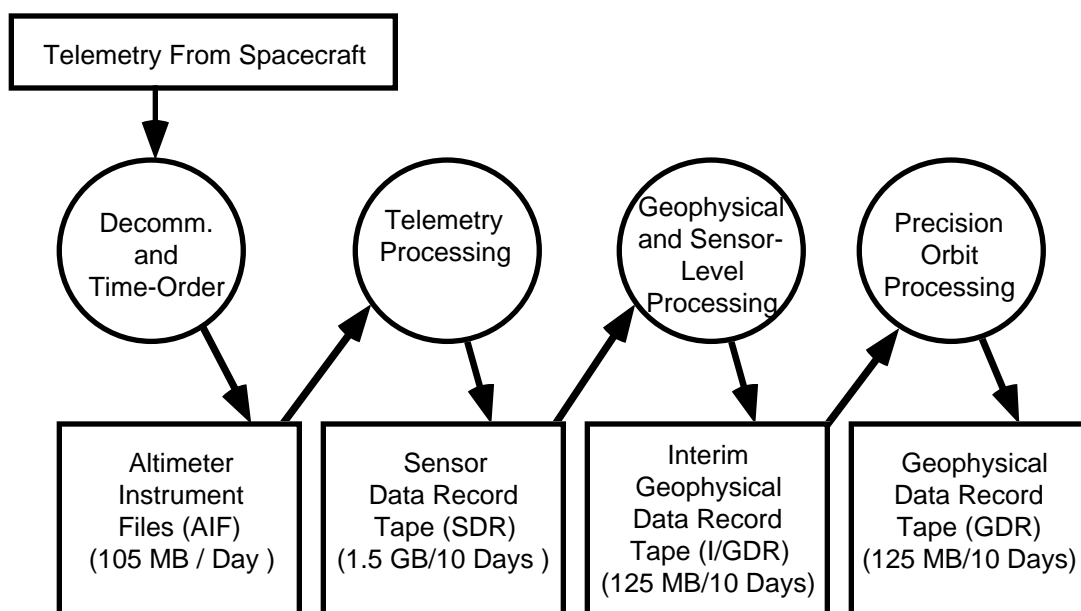 Telemetry From Spacecraft
Decomm.
and
Time-Order
Telemetry
Processing
Geophysical
and Sensor-
Level
Processing
Precision
Orbit
Processing
Altimeter
Instrument
Files (AIF)
(105 MB / Day )
Sensor
Data Record
Tape (SDR)
(1.5 GB/10 Days )
Interim
Geophysical
Data Record
Tape (I/GDR)
(125 MB/10 Days)
Geophysical
Data Record
Tape (GDR)
(125 MB/10 Days)